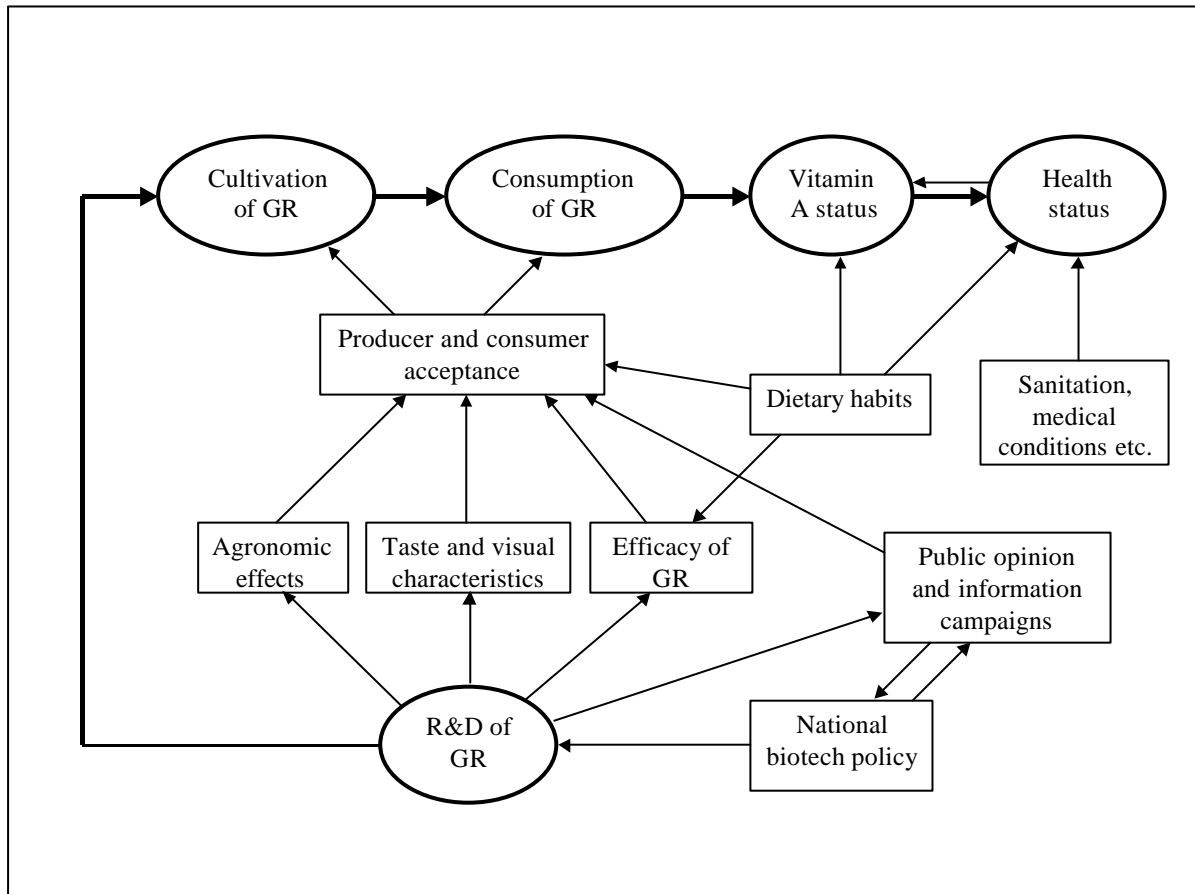 Cultivation
of GR
Consumption
of GR
Vitamin
A status
Health
status
Producer and consumer
acceptance
Dietary habits
Sanitation,
medical
conditions etc.
Agronomic
effects
Taste and visual
characteristics
Efficacy of
GR
Public opinion
and information
campaigns
R&D of
GR
National
biotech policy